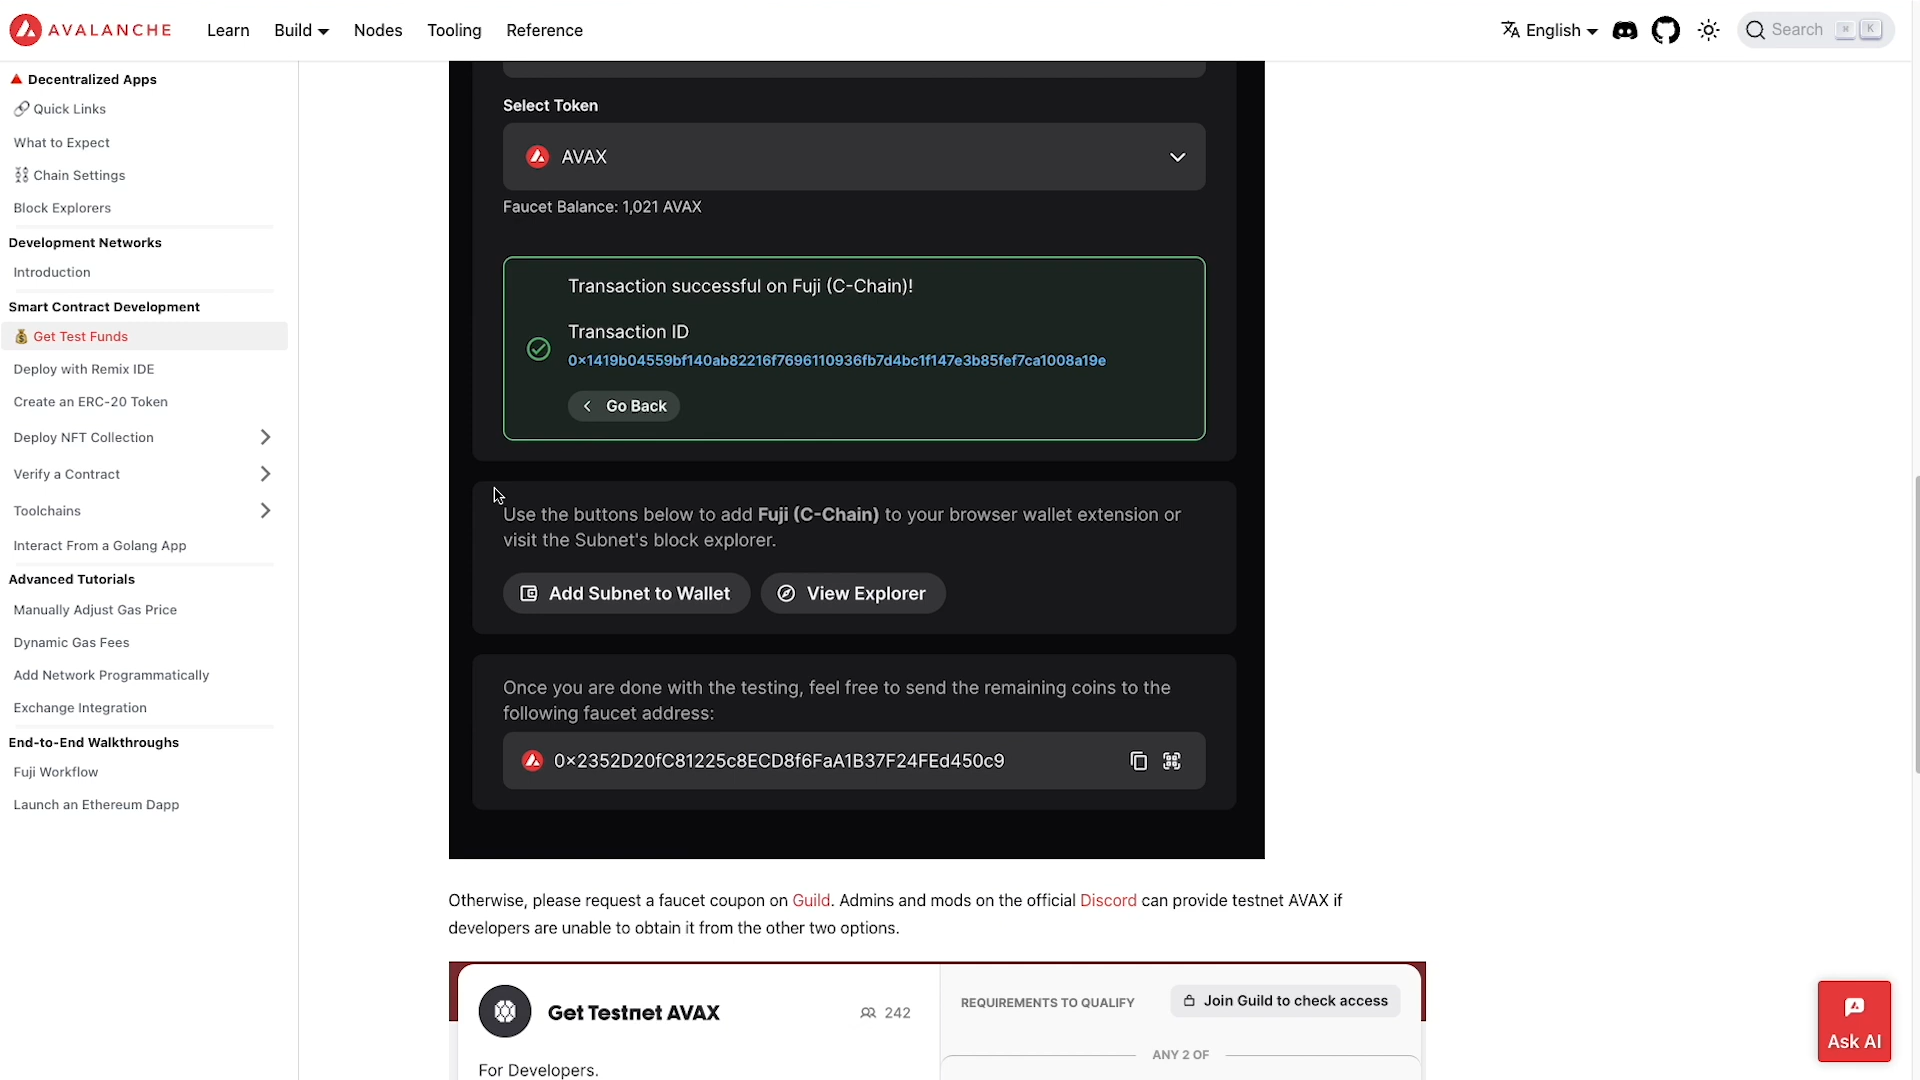 AVALANCHE
Learn
Build
Nodes
Tooling
Reference
English
Search
K
Decentralized Apps
Quick Links
What to Expect
Chain Settings
Block Explorers
Development Networks
Introduction
Smart Contract Development
Get Test Funds
Deploy with Remix IDE
Create an ERC-20 Token
Deploy NFT Collection
Verify a Contract
Toolchains
Interact From a Golang App
Advanced Tutorials
Manually Adjust Gas Price
Dynamic Gas Fees
Add Network Programmatically
Exchange Integration
End-to-End Walkthroughs
Fuji Workflow
Launch an Ethereum Dapp
Select Token
AVAX
Faucet Balance: 1,021 AVAX
Transaction successful on Fuji (C-Chain)!
Transaction ID
0×1419b04559bf140ab82216f7696110936fb7d4bc1f147e3b85fef7ca1008a19e
Go Back
Use the buttons below to add Fuji (C-Chain) to your browser wallet extension or
visit the Subnet's block explorer.
Add Subnet to Wallet
View Explorer
Once you are done with the testing, feel free to send the remaining coins to the
following faucet address:
0×2352D20fC81225c8ECD8f6FaA1B37F24FEd450c9
Otherwise, please request a faucet coupon on Guild. Admins and mods on the official Discord can provide testnet AVAX if
developers are unable to obtain it from the other two options.
Get Testnet AVAX
242
For Developers.
REQUIREMENTS TO QUALIFY
Join Guild to check access
ANY 2 OF
Ask AI